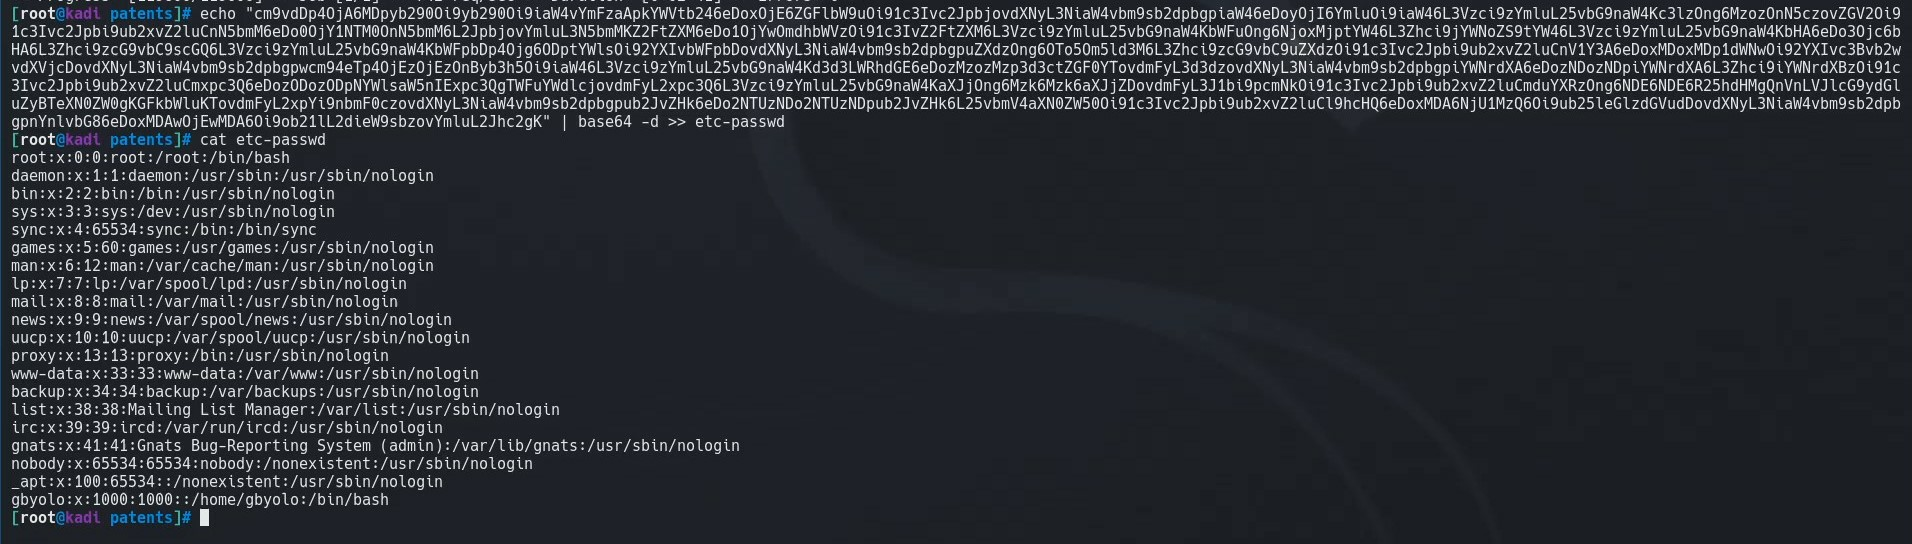 [root@kadi patents]# echo "cm9vdDp4OjA6MDpyb290Oi9yb290Oi9iaW4vYmFzaApkYWVtb246eDoxOjE6ZGFlbW9uOi91c3Ivc2JpbjovdXNyL3NiaW4vbm9sb2dpbgpiaW46eDoyOjI6YmluOi9iaW46L3Vzci9zYmluL25vbG9naW4Kc3lzOng6MzozOnN5czovZGV2Oi9
1c3Ivc2Jpbi9ub2xvZ2luCnN5bmM6eDo0OjY1NTM0OnN5bmM6L2JpbjovYmluL3N5bmMKZ2FtZXM6eDo1OjYwOmdhbWVzOi91c3IvZ2FtZXM6L3Vzci9zYmluL25vbG9naW4KbWFuOng6NjoxMjptYW46L3Zhci9jYWNoZS9tYW46L3Vzci9zYmluL25vbG9naW4KbHA6eDo3Ojc6b
HA6L3Zhci9zcG9vbC9scGQ6L3Vzci9zYmluL25vbG9naW4KbWFpbDp4Ojg6ODptYWlsOi92YXIvbWFpbDovdXNyL3NiaW4vbm9sb2dpbgpuZXdzOng6OTo5Om5ld3M6L3Zhci9zcG9vbC9uZXdzOi91c3Ivc2Jpbi9ub2xvZ2luCnV1Y3A6eDoxMDoxMDp1dWNwOi92YXIvc3Bvb2w
vdXVjcDovdXNyL3NiaW4vbm9sb2dpbgpwcm94eTp4OjEzOjEzOnByb3h5Oi9iaW46L3Vzci9zYmluL25vbG9naW4Kd3d3LWRhdGE6eDozMzozMzp3d3ctZGF0YTovdmFyL3d3dzovdXNyL3NiaW4vbm9sb2dpbgpiYWNrdXA6eDozNDozNDpiYWNrdXA6L3Zhci9iYWNrdXBzOi91c
3Ivc2Jpbi9ub2xvZ2luCmxpc3Q6eDozODozODpNYWlsaW5nIExpc3QgTWFuYWdlcjovdmFyL2xpc3Q6L3Vzci9zYmluL25vbG9naW4KaXJjOng6Mzk6Mzk6aXJjZDovdmFyL3J1bi9pcmNkOi91c3Ivc2Jpbi9ub2xvZ2luCmduYXRzOng6NDE6NDE6R25hdHMgQnVnLVJlcG9ydGl
uZyBTeXN0ZW0gKGFkbWluKTovdmFyL2xpYi9nbmF0czovdXNyL3NiaW4vbm9sb2dpbgpub2JvZHk6eDo2NTUzNDo2NTUzNDpub2JvZHk6L25vbmV4aXN0ZW50Oi91c3Ivc2Jpbi9ub2xvZ2luCl9hcHQ6eDoxMDA6NjU1MzQ6Oi9ub25leGlzdGVudDovdXNyL3NiaW4vbm9sb2dpb
gpnYnlvbG86eDoxMDAwOjEwMDA6Oi9ob21lL2dieW9sbzovYmluL2Jhc2gK" | base64 -d >> etc-passwd
[root@kadi patents]# cat etc-passwd
root:x:0:0:root:/root:/bin/bash
daemon:x:1:1:daemon:/usr/sbin:/usr/sbin/nologin
bin:x:2:2:bin:/bin:/usr/sbin/nologin
sys:x:3:3:sys:/dev:/usr/sbin/nologin
sync:x:4:65534:sync:/bin:/bin/sync
games:x:5:60:games:/usr/games:/usr/sbin/nologin
man:x:6:12:man:/var/cache/man:/usr/sbin/nologin
lp:x:7:7:lp:/var/spool/lpd:/usr/sbin/nologin
mail:x:8:8:mail:/var/mail:/usr/sbin/nologin
news:x:9:9:news:/var/spool/news:/usr/sbin/nologin
uucp:x:10:10:uucp:/var/spool/uucp:/usr/sbin/nologin
proxy:x:13:13:proxy:/bin:/usr/sbin/nologin
www-data:x:33:33:www-data:/var/www:/usr/sbin/nologin
backup:x:34:34:backup:/var/backups:/usr/sbin/nologin
list:x:38:38:Mailing List Manager:/var/list:/usr/sbin/nologin
irc:x:39:39:ircd:/var/run/ircd:/usr/sbin/nologin
gnats:x:41:41:Gnats Bug-Reporting System (admin):/var/lib/gnats:/usr/sbin/nologin
nobody:x:65534:65534:nobody:/nonexistent:/usr/sbin/nologin
_apt:x:100:65534::/nonexistent:/usr/sbin/nologin
gbyolo:x:1000:1000::/home/gbyolo:/bin/bash
[root@kadi patents]#